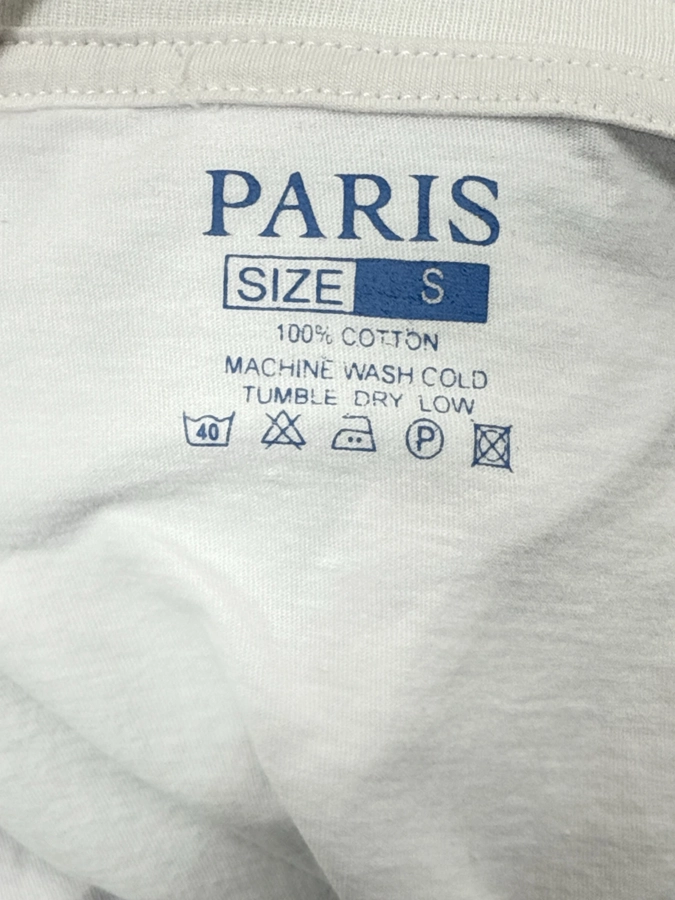 PARIS
SIZE S
100% COTTON
MACHINE WASH COLD
TUMBLE DRY LOW
40 P